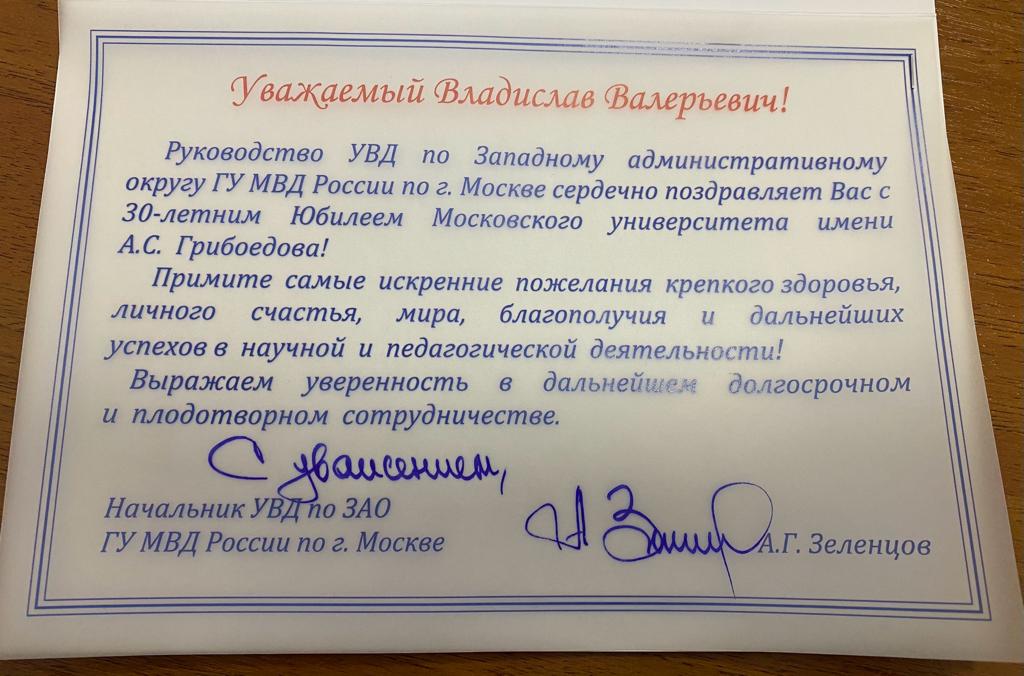 Уважаемый Владислав Валерьевич!
Руководство УВД по Западному административному
округу ГУ МВД России по г. Москве сердечно поздравляет Вас с
30-летним Юбилеем Московского университета имени
А.С. Грибоедова!
Примите самые искренние пожелания крепкого здоровья,
личного счастья, мира, благополучия и дальнейших
успехов в научной и педагогической деятельности!
Выражаем уверенность в дальнейшем долгосрочном
и плодотворном сотрудничестве.
С уважением,
Начальник УВД по ЗАО
ГУ МВД России по г. Москве
А.Г. Зеленцов